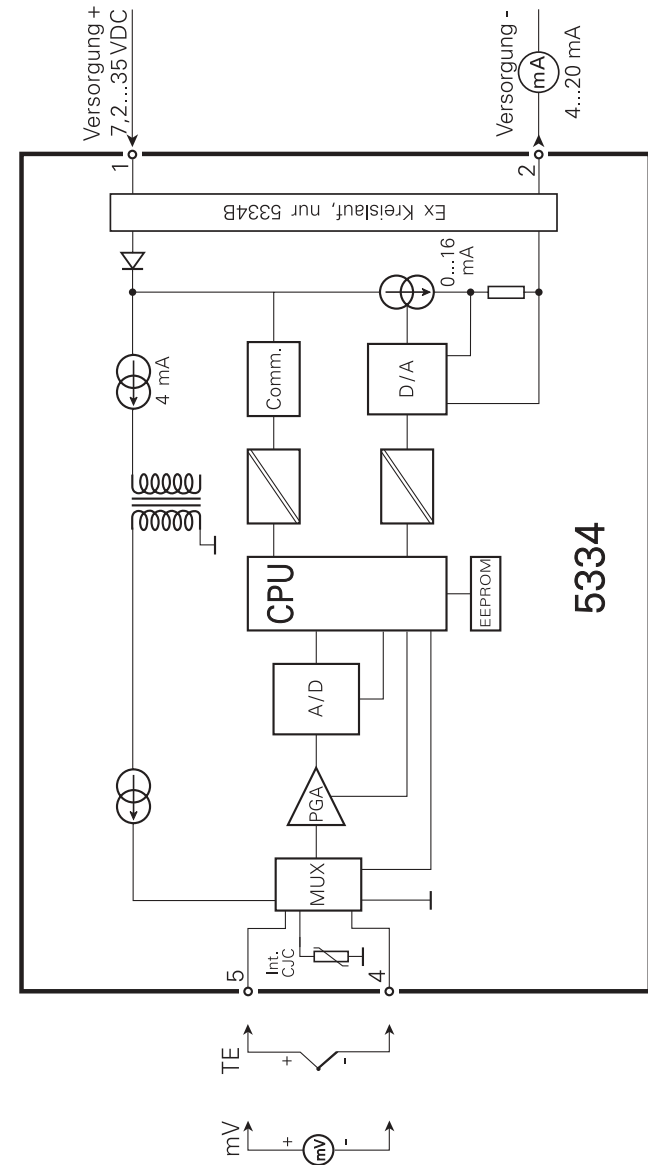 Versorgung +
7,2...35 VDC
Versorgung -
mA
4...20 mA
1
2
Ex Kreislauf, nur 5334B
4 mA
0...16
mA
Comm.
D/A
CPU
EEPROM
5334
A/D
PGA
MUX
Int.
CJC
5
4
TE
+
-
mV
+
mV
-